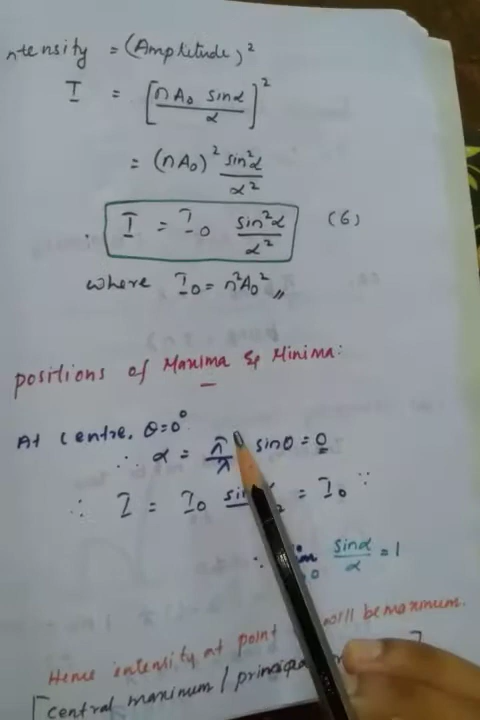 ntensity = (Amplitude)²
I = [nA₀ sinα / α]²
= (nA₀)² sin²α / α²
∴ I = I₀ sin²α / α² (6)
where I₀ = n²A₀² 〃
positions of Maxima & Minima:
At centre, θ=0°
∴ α = π / λ sinθ = 0
∴ I = I₀ = I₀ ∵
∵ sinα / α = 1
Hence intensity at point will be maximum.
[central maximum /